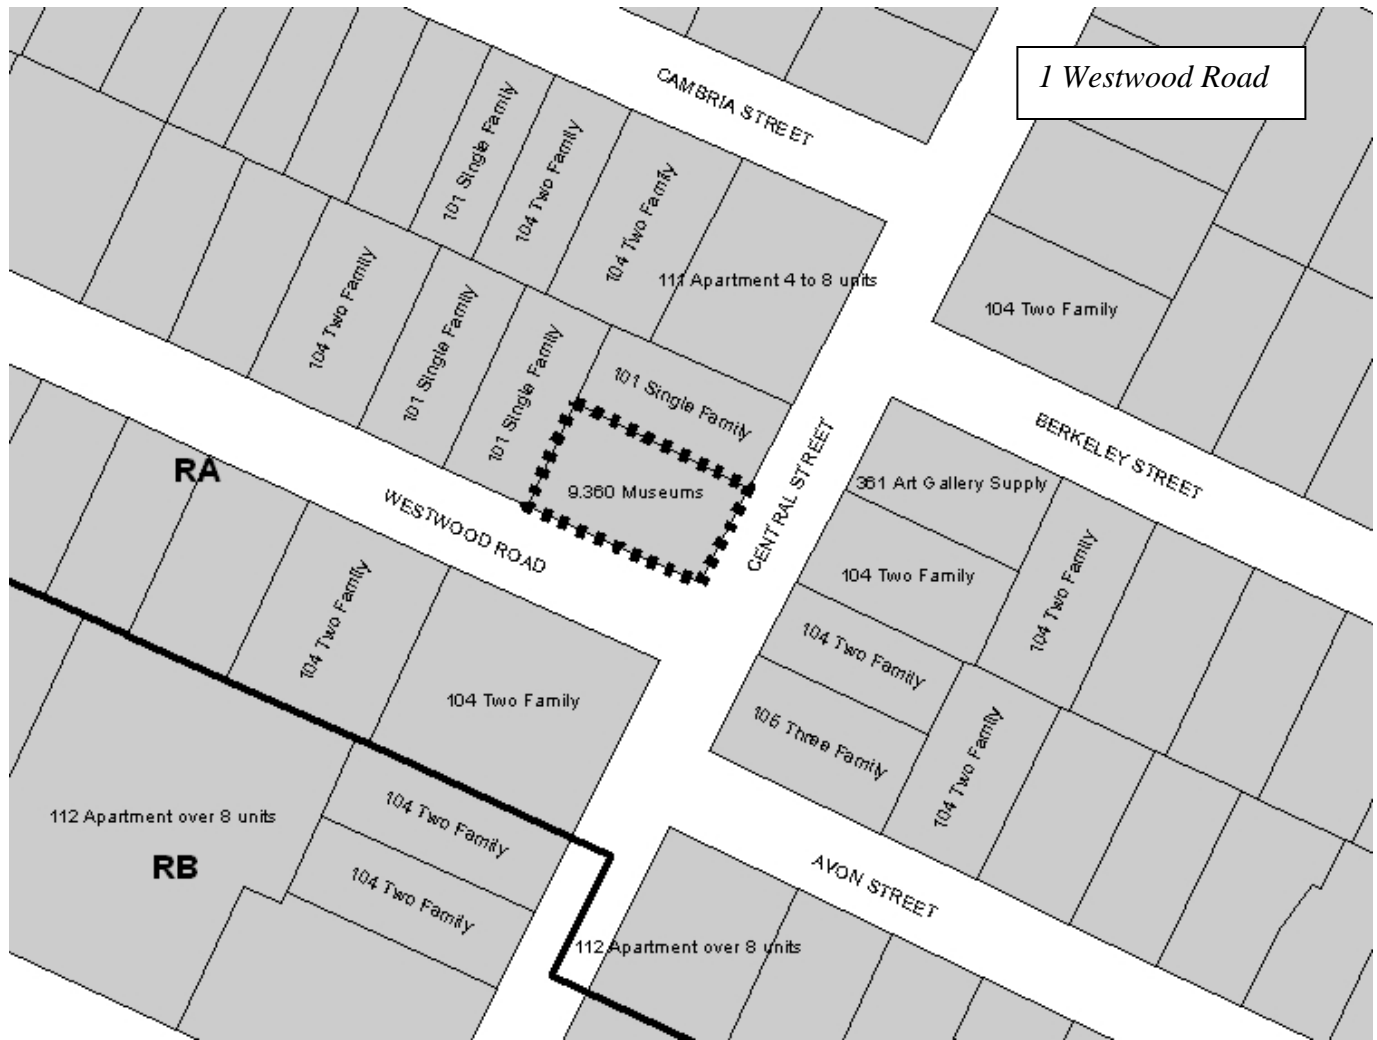 1 Westwood Road
CAMBRIA STREET
101 Single Family
104 Two Family
104 Two Family
111 Apartment 4 to 8 units
104 Two Family
104 Two Family
101 Single Family
101 Single Family
101 Single Family
9.360 Museums
CENTRAL STREET
BERKELEY STREET
361 Art Gallery Supply
RA
WESTWOOD ROAD
104 Two Family
104 Two Family
104 Two Family
104 Two Family
104 Two Family
105 Three Family
104 Two Family
104 Two Family
112 Apartment over 8 units
RB
104 Two Family
104 Two Family
AVON STREET
112 Apartment over 8 units